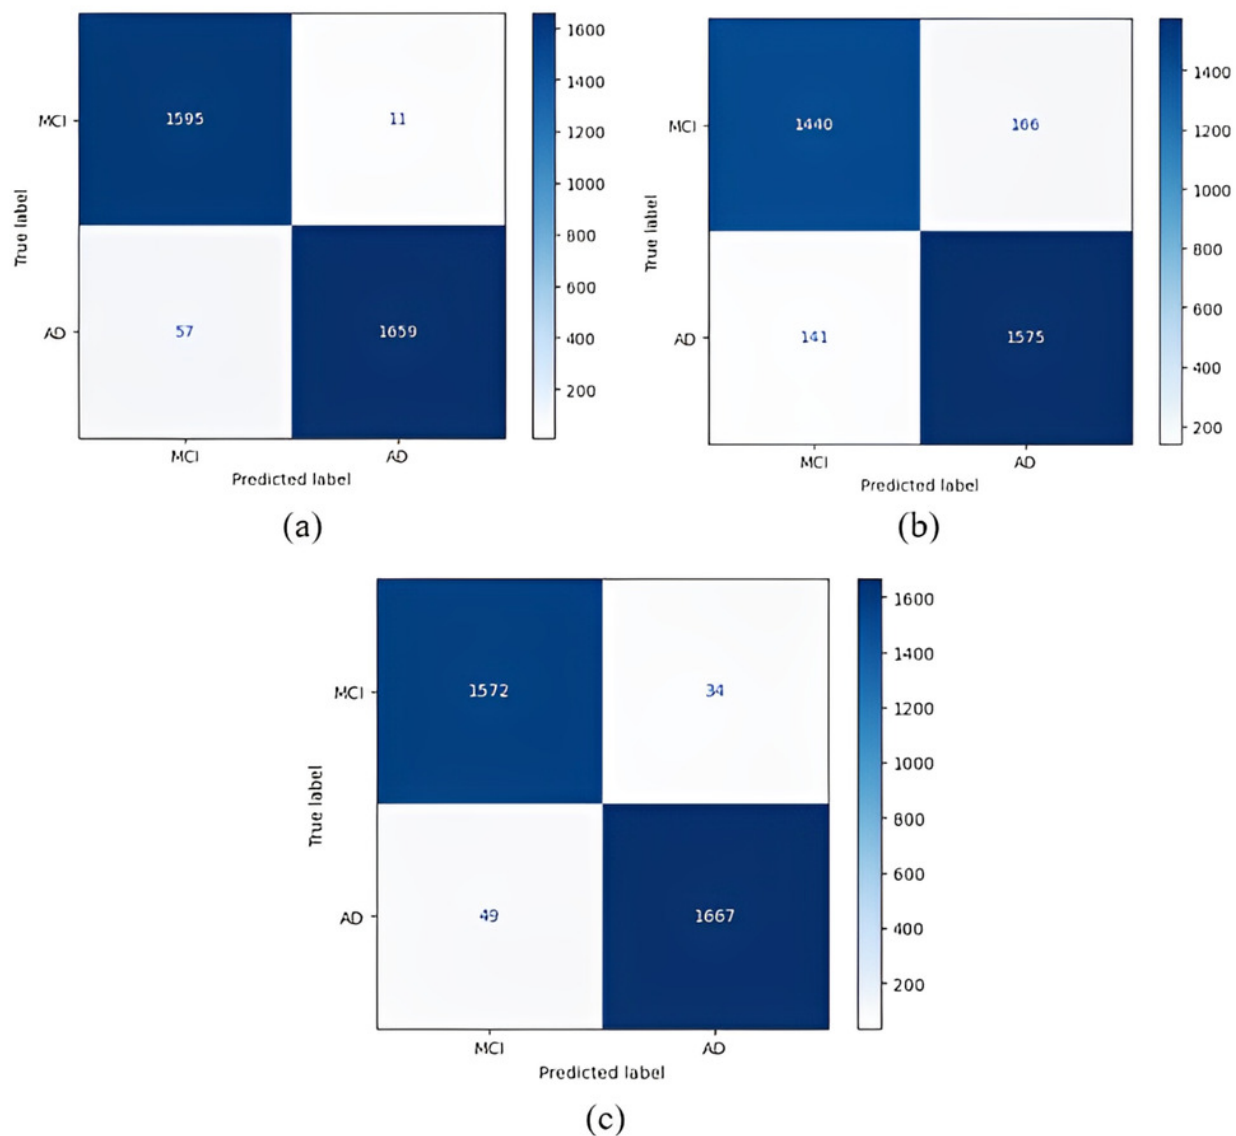 1600
1400
1200
1000
800
600
400
200
MCI
AD
1595
11
57
1659
True label
MCI
AD
Predicted label
(a)
1400
1200
1000
800
600
400
200
MCI
AD
1440
166
141
1575
True label
MCI
AD
Predicted label
(b)
1600
1400
1200
1000
800
600
400
200
MCI
AD
1572
34
49
1667
True label
MCI
AD
Predicted label
(c)